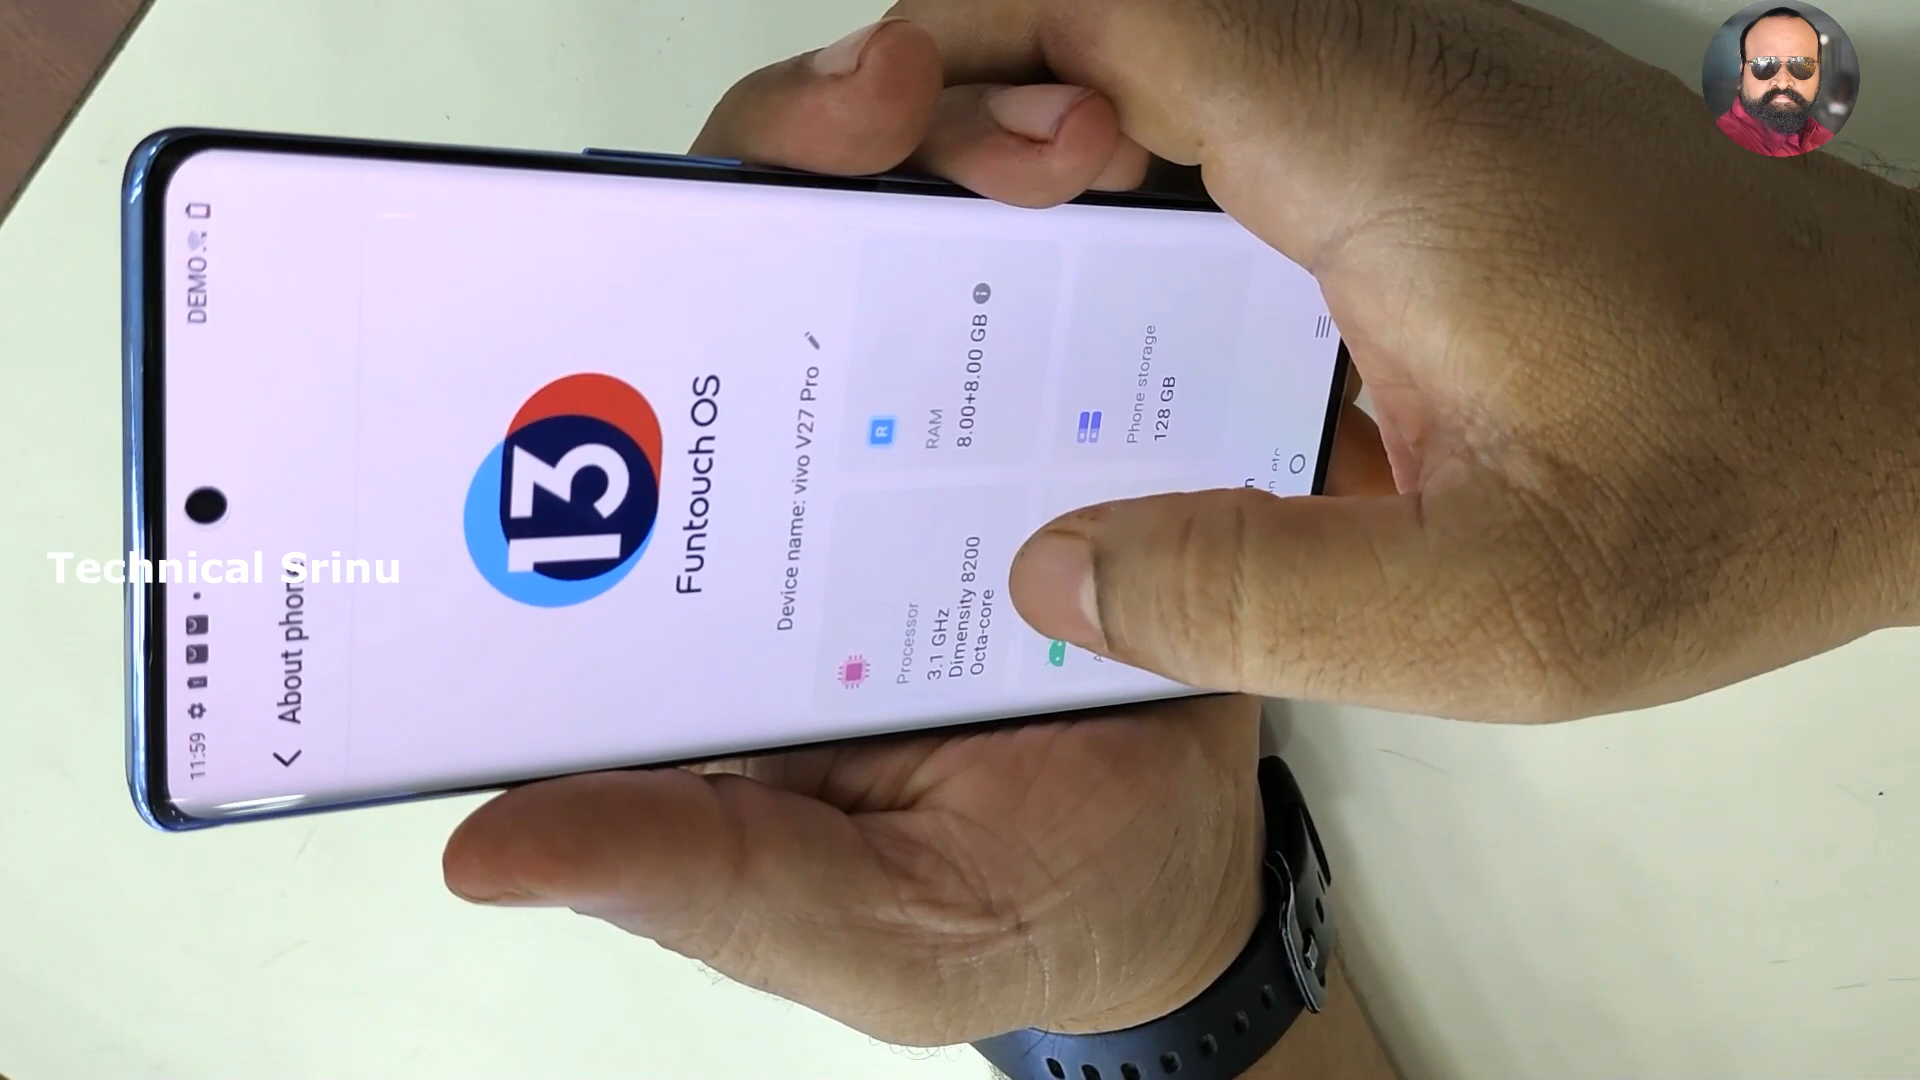 Technical Srinu
11:59
DEMO
About phone
13
Funtouch OS
Device name: vivo V27 Pro
Processor
3.1 GHz
Dimensity 8200
Octa-core
R
RAM
8.00+8.00 GB
Phone storage
128 GB